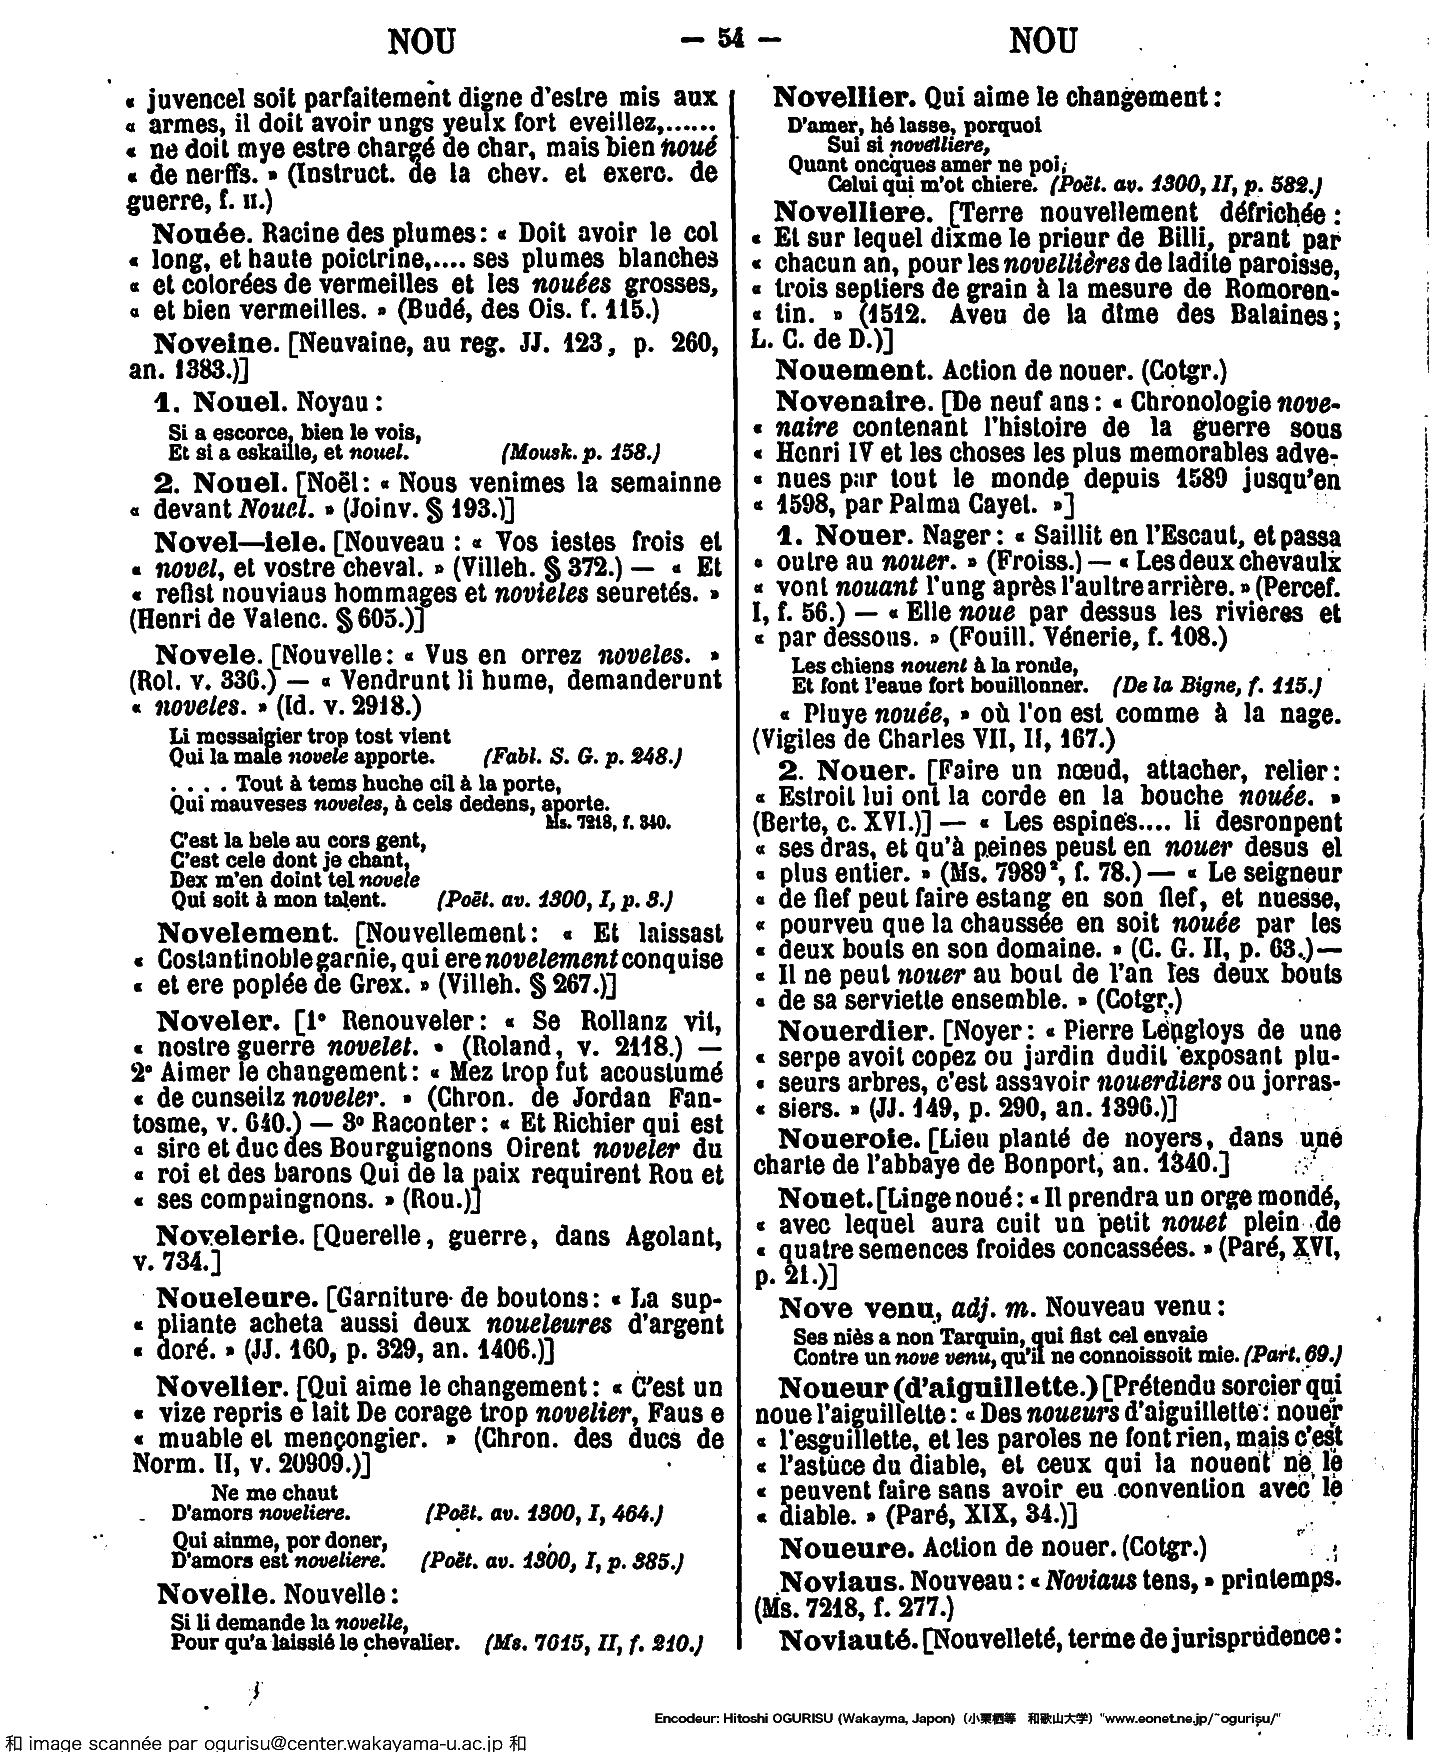 NOU — 54 — NOU
« juvencel soit parfaitement digne d'estre mis aux
« armes, il doit avoir ungs yeulx fort eveillez,......
« ne doit mye estre chargé de char, mais bien noué
« de nerffs. » (Instruct. de la chev. et exerc. de
guerre, f. II.)
Nouée. Racine des plumes : « Doit avoir le col
« long, et haute poictrine,.... ses plumes blanches
« et colorées de vermeilles et les nouées grosses,
« et bien vermeilles. » (Budé, des Ois. f. 115.)
Noveine. [Neuvaine, au reg. JJ. 123, p. 260,
an. 1383.)]
1. Nouel. Noyau :
Si a escorce, bien le vois,
Et si a eskaille, et nouel. (Mousk. p. 158.)
2. Nouel. [Noël : « Nous venimes la semainne
« devant Nouel. » (Joinv. § 193.)]
Novel—iele. [Nouveau : « Vos iestes frois et
« novel, et vostre cheval. » (Villeh. § 372.) — « Et
« refist nouviaus hommages et novieles seuretés. »
(Henri de Valenc. § 605.)]
Novele. [Nouvelle : « Vus en orrez noveles. »
(Rol. v. 336.) — « Vendrunt li hume, demanderunt
« noveles. » (Id. v. 2918.)
Li messaigier trop tost vient
Qui la male novele apporte. (Fabl. S. G. p. 248.)
. . . . Tout à tems huche cil à la porte,
Qui mauveses noveles, à cels dedens, aporte.
Ms. 7218, f. 340.
C'est la bele au cors gent,
C'est cele dont je chant,
Dex m'en doint tel novele
Qui soit à mon talent. (Poët. av. 1300, I, p. 3.)
Novelement. [Nouvellement : « Et laissast
« Costantinoble garnie, qui ere novelement conquise
« et ere poplée de Grex. » (Villeh. § 267.)]
Noveler. [1° Renouveler : « Se Rollanz vit,
« nostre guerre novelet. » (Roland, v. 2118.) —
2° Aimer le changement : « Mez trop fut acoustumé
« de cunseilz noveler. » (Chron. de Jordan Fan-
tosme, v. 640.) — 3° Raconter : « Et Richier qui est
« sire et duc des Bourguignons Oirent noveler du
« roi et des barons Qui de la paix requirent Rou et
« ses compaingnons. » (Rou.)]
Novelerie. [Querelle, guerre, dans Agolant,
v. 734.]
Noueleure. [Garniture de boutons : « La sup-
« pliante acheta aussi deux noueleures d'argent
« doré. » (JJ. 160, p. 329, an. 1406.)]
Novelier. [Qui aime le changement : « C'est un
« vize repris e lait De corage trop novelier, Faus e
« muable et mençongier. » (Chron. des ducs de
Norm. II, v. 20909.)]
Ne me chaut
D'amors noveliere. (Poët. av. 1300, I, 464.)
Qui ainme, por doner,
D'amors est noveliere. (Poët. av. 1300, I, p. 385.)
Novelle. Nouvelle :
Si li demande la novelle,
Pour qu'a laissié le chevalier. (Ms. 7015, II, f. 210.)
Novellier. Qui aime le changement :
D'amer, hé lasse, porquoi
Sui si novelliere,
Quant oncques amer ne poi,
Celui qui m'ot chiere. (Poët. av. 1300, II, p. 582.)
Novelliere. [Terre nouvellement défrichée :
« Et sur lequel dixme le prieur de Billi, prant par
« chacun an, pour les novellières de ladite paroisse,
« trois septiers de grain à la mesure de Romoren-
« tin. » (1512. Aveu de la dîme des Balaines ;
L. C. de D.)]
Nouement. Action de nouer. (Cotgr.)
Novenaire. [De neuf ans : « Chronologie nove-
« naire contenant l'histoire de la guerre sous
« Henri IV et les choses les plus memorables adve-
« nues par tout le monde depuis 1589 jusqu'en
« 1598, par Palma Cayet. »]
1. Nouer. Nager : « Saillit en l'Escaut, et passa
« outre au nouer. » (Froiss.) — « Les deux chevaulx
« vont nouant l'ung après l'aultre arrière. » (Percef.
I, f. 56.) — « Elle noue par dessus les rivières et
« par dessous. » (Fouill. Vénerie, f. 108.)
Les chiens nouent à la ronde,
Et font l'eaue fort bouillonner. (De la Bigne, f. 115.)
« Pluye nouée, » où l'on est comme à la nage.
(Vigiles de Charles VII, II, 167.)
2. Nouer. [Faire un nœud, attacher, relier :
« Estroit lui ont la corde en la bouche nouée. »
(Berte, c. XVI.)] — « Les espines.... li desronpent
« ses dras, et qu'à peines peust en nouer desus el
« plus entier. » (Ms. 7989², f. 78.) — « Le seigneur
« de fief peut faire estang en son fief, et nuesse,
« pourveu que la chaussée en soit nouée par les
« deux bouts en son domaine. » (C. G. II, p. 63.)—
« Il ne peut nouer au bout de l'an les deux bouts
« de sa serviette ensemble. » (Cotgr.)
Nouerdier. [Noyer : « Pierre Lengloys de une
« serpe avoit copez ou jardin dudit exposant plu-
« seurs arbres, c'est assavoir nouerdiers ou jorras-
« siers. » (JJ. 149, p. 290, an. 1396.)]
Noueroie. [Lieu planté de noyers, dans une
charte de l'abbaye de Bonport, an. 1340.]
Nouet. [Linge noué : « Il prendra un orge mondé,
« avec lequel aura cuit un petit nouet plein de
« quatre semences froides concassées. » (Paré, XVI,
p. 21.)]
Nove venu, adj. m. Nouveau venu :
Ses niès a non Tarquin, qui fist cel envaie
Contre un nove venu, qu'il ne connoissoit mie. (Part. 69.)
Noueur (d'aiguillette.) [Prétendu sorcier qui
noue l'aiguillette : « Des noueurs d'aiguillette : nouer
« l'esguillette, et les paroles ne font rien, mais c'est
« l'astuce du diable, et ceux qui la nouent ne le
« peuvent faire sans avoir eu convention avec le
« diable. » (Paré, XIX, 34.)]
Noueure. Action de nouer. (Cotgr.)
Noviaus. Nouveau : « Noviaus tens, » printemps.
(Ms. 7218, f. 277.)
Noviauté. [Nouvelleté, terme de jurisprudence :
Encodeur: Hitoshi OGURISU (Wakayma, Japon) (小栗栖等 和歌山大学) "www.eonet.ne.jp/~ogurisu/"
和 image scannée par ogurisu@center.wakayama-u.ac.jp 和